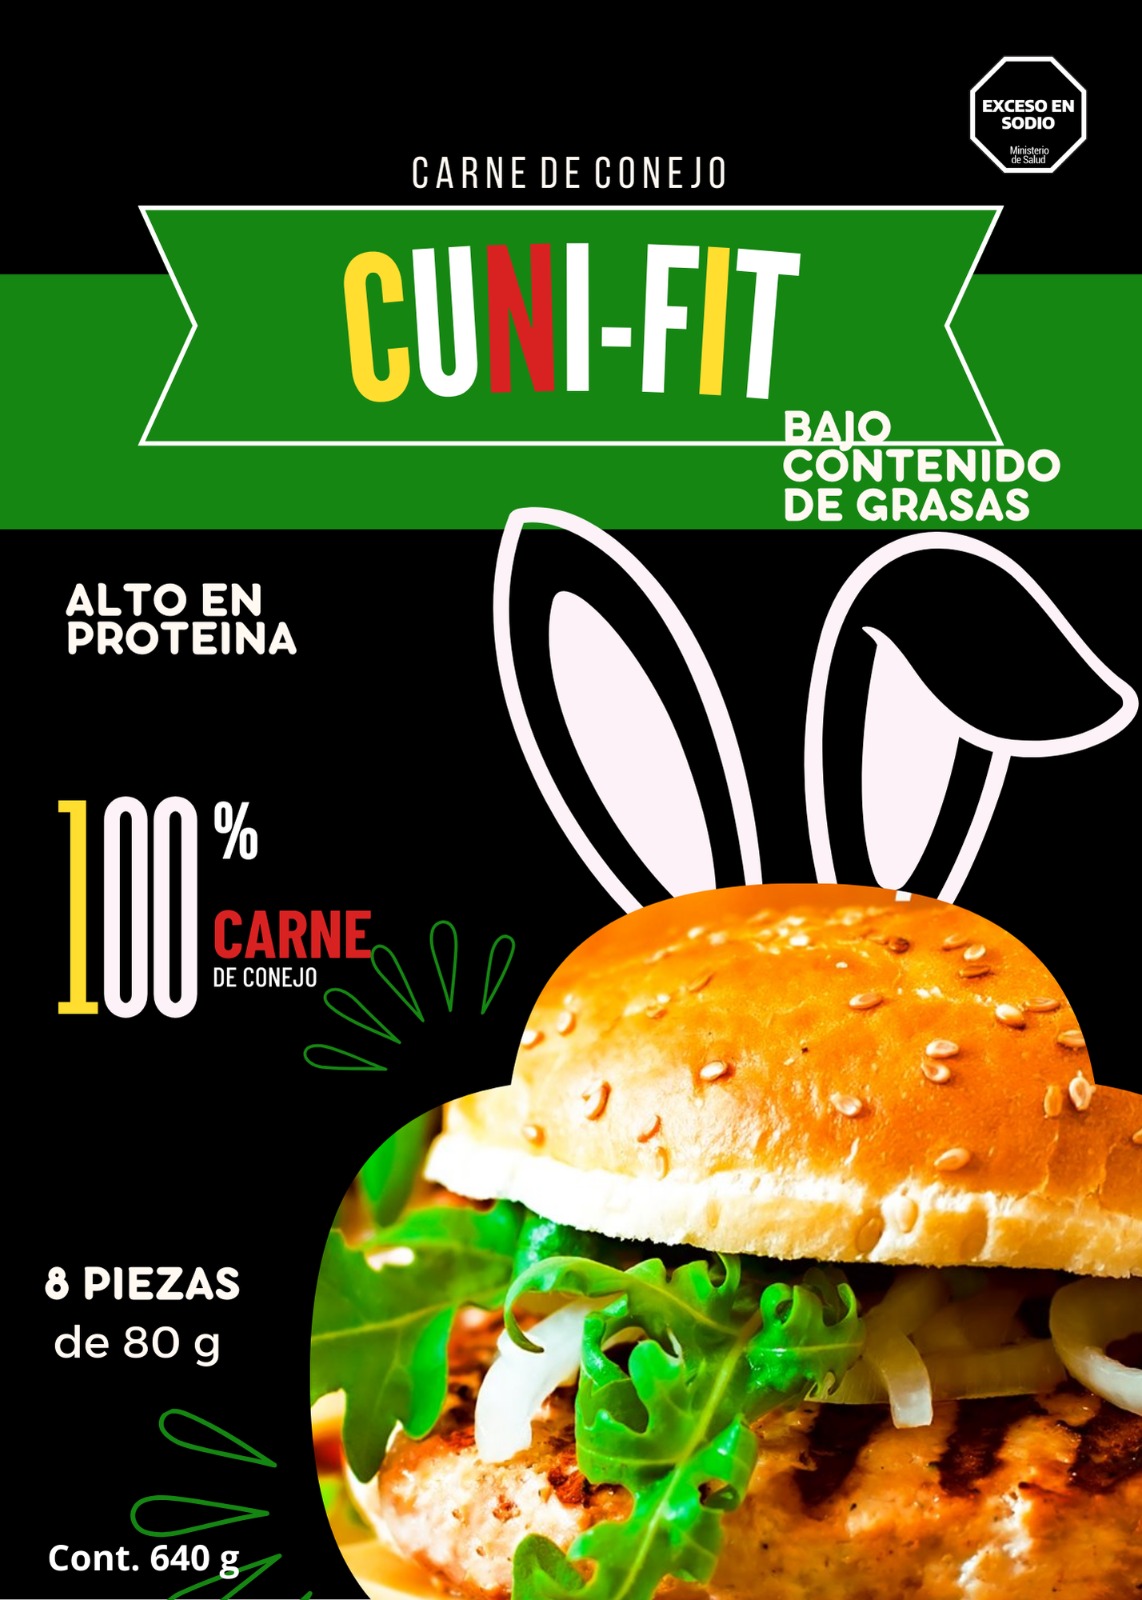 EXCESO EN
SODIO
Ministerio
de Salud
CARNE DE CONEJO
CUNI-FIT
BAJO
CONTENIDO
DE GRASAS
ALTO EN
PROTEINA
100%
CARNE
DE CONEJO
8 PIEZAS
de 80 g
Cont. 640 g